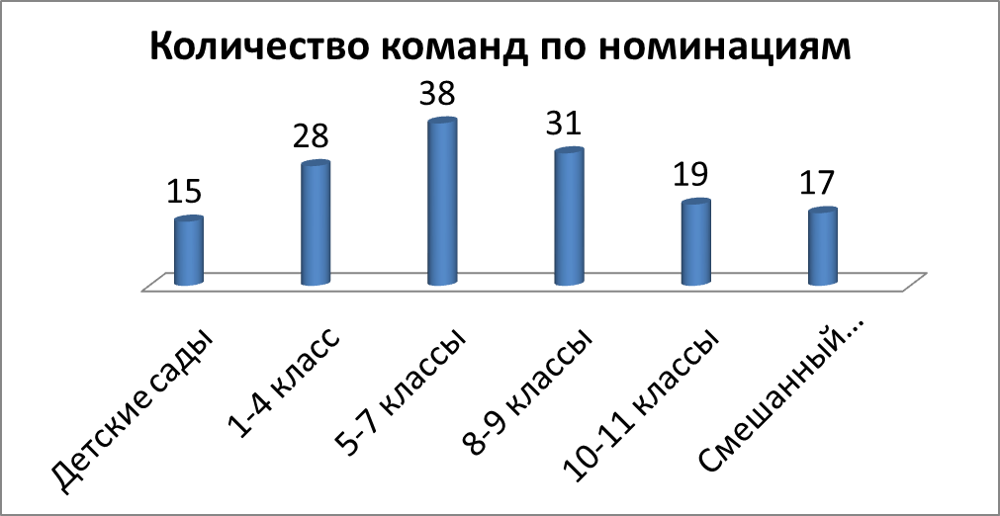 Количество команд по номинациям
15
28
38
31
19
17
Детские сады
1-4 класс
5-7 классы
8-9 классы
10-11 классы
Смешанный...